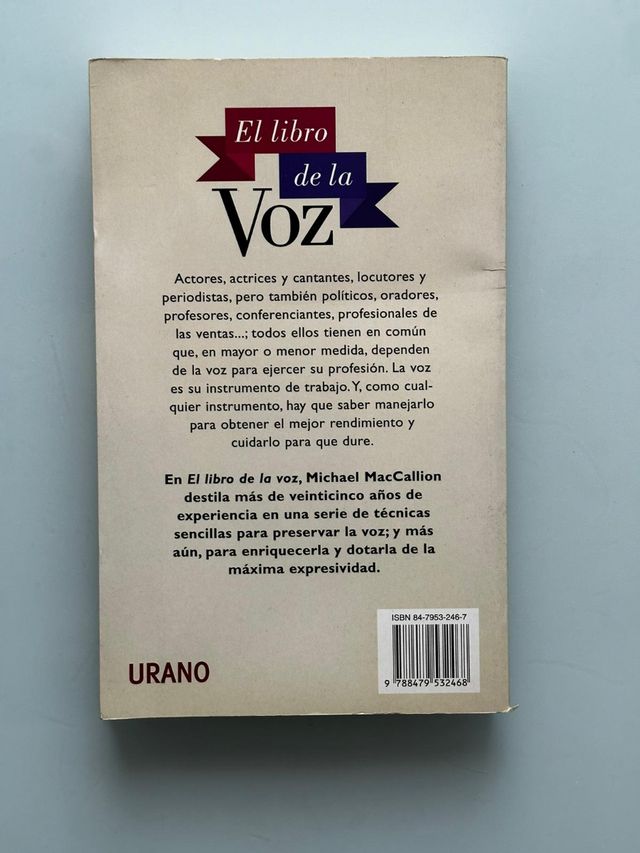 El libro
de la
Voz
Actores, actrices y cantantes, locutores y
periodistas, pero también políticos, oradores,
profesores, conferenciantes, profesionales de
las ventas...; todos ellos tienen en común
que, en mayor o menor medida, dependen
de la voz para ejercer su profesión. La voz
es su instrumento de trabajo. Y, como cual-
quier instrumento, hay que saber manejarlo
para obtener el mejor rendimiento y
cuidarlo para que dure.
En El libro de la voz, Michael MacCallion
destila más de veinticinco años de
experiencia en una serie de técnicas
sencillas para preservar la voz; y más
aún, para enriquecerla y dotarla de la
máxima expresividad.
ISBN 84-7953-246-7
9 788479 532468
URANO